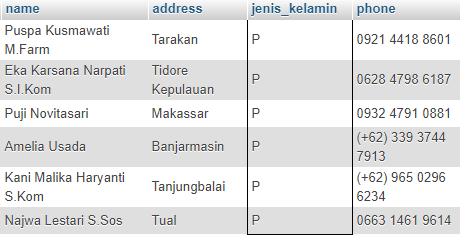 name address jenis_kelamin phone
Puspa Kusmawati M.Farm Tarakan P 0921 4418 8601
Eka Karsana Narpati S.I.Kom Tidore Kepulauan P 0628 4798 6187
Puji Novitasari Makassar P 0932 4791 0881
Amelia Usada Banjarmasin P (+62) 339 3744 7913
Kani Malika Haryanti S.Kom Tanjungbalai P (+62) 965 0296 6234
Najwa Lestari S.Sos Tual P 0663 1461 9614